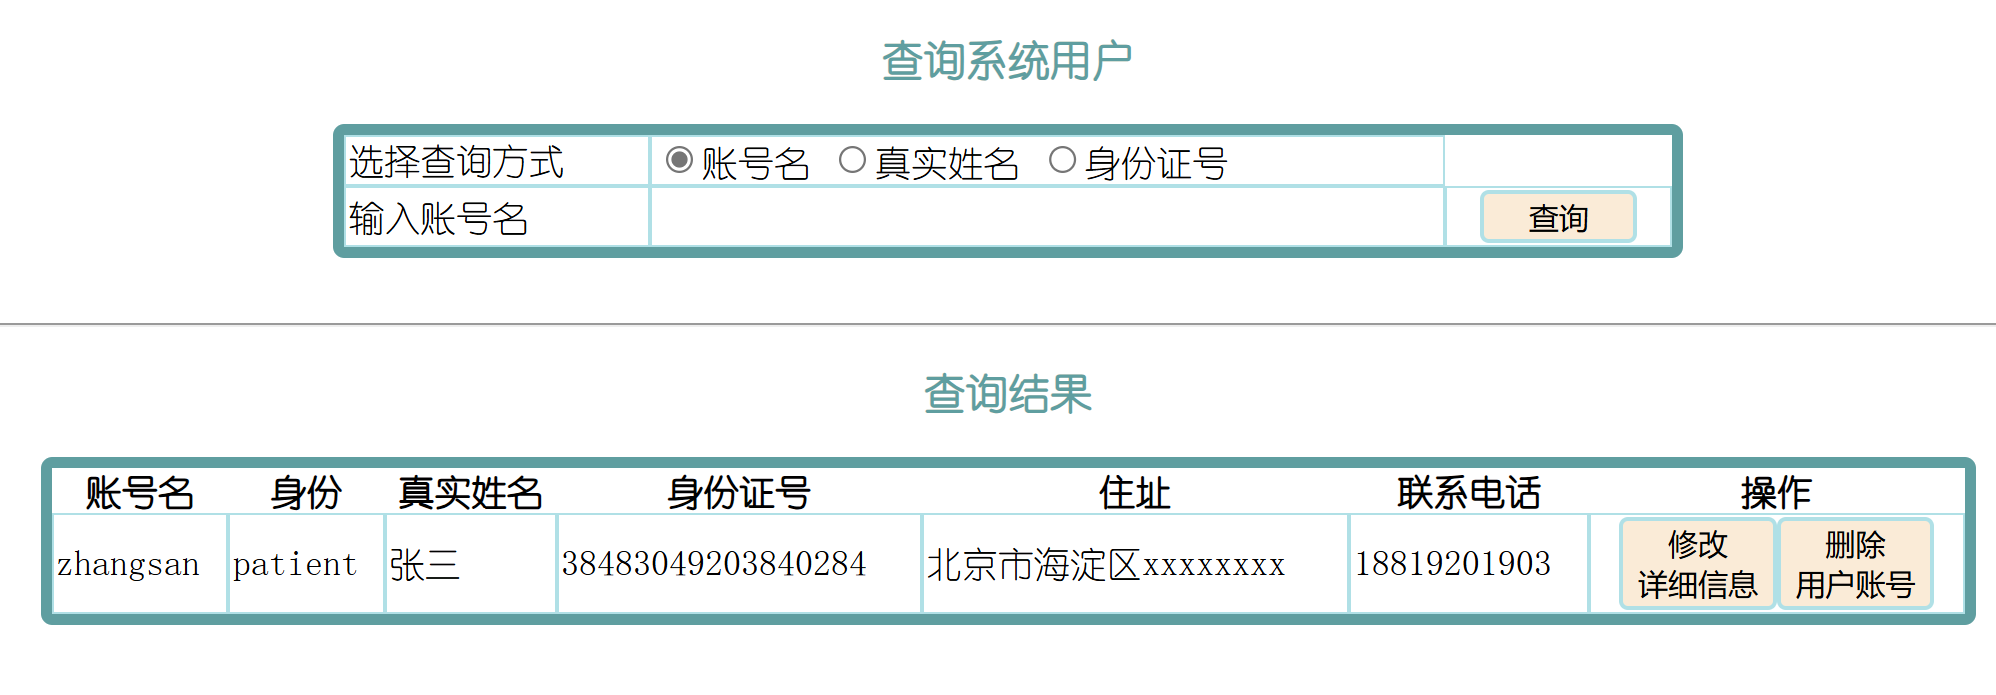 查询系统用户
选择查询方式 账号名 真实姓名 身份证号
输入账号名 查询
查询结果
账号名 身份 真实姓名 身份证号 住址 联系电话 操作
zhangsan patient 张三 38483049203840284 北京市海淀区xxxxxxxx 18819201903 修改 详细信息 删除 用户账号